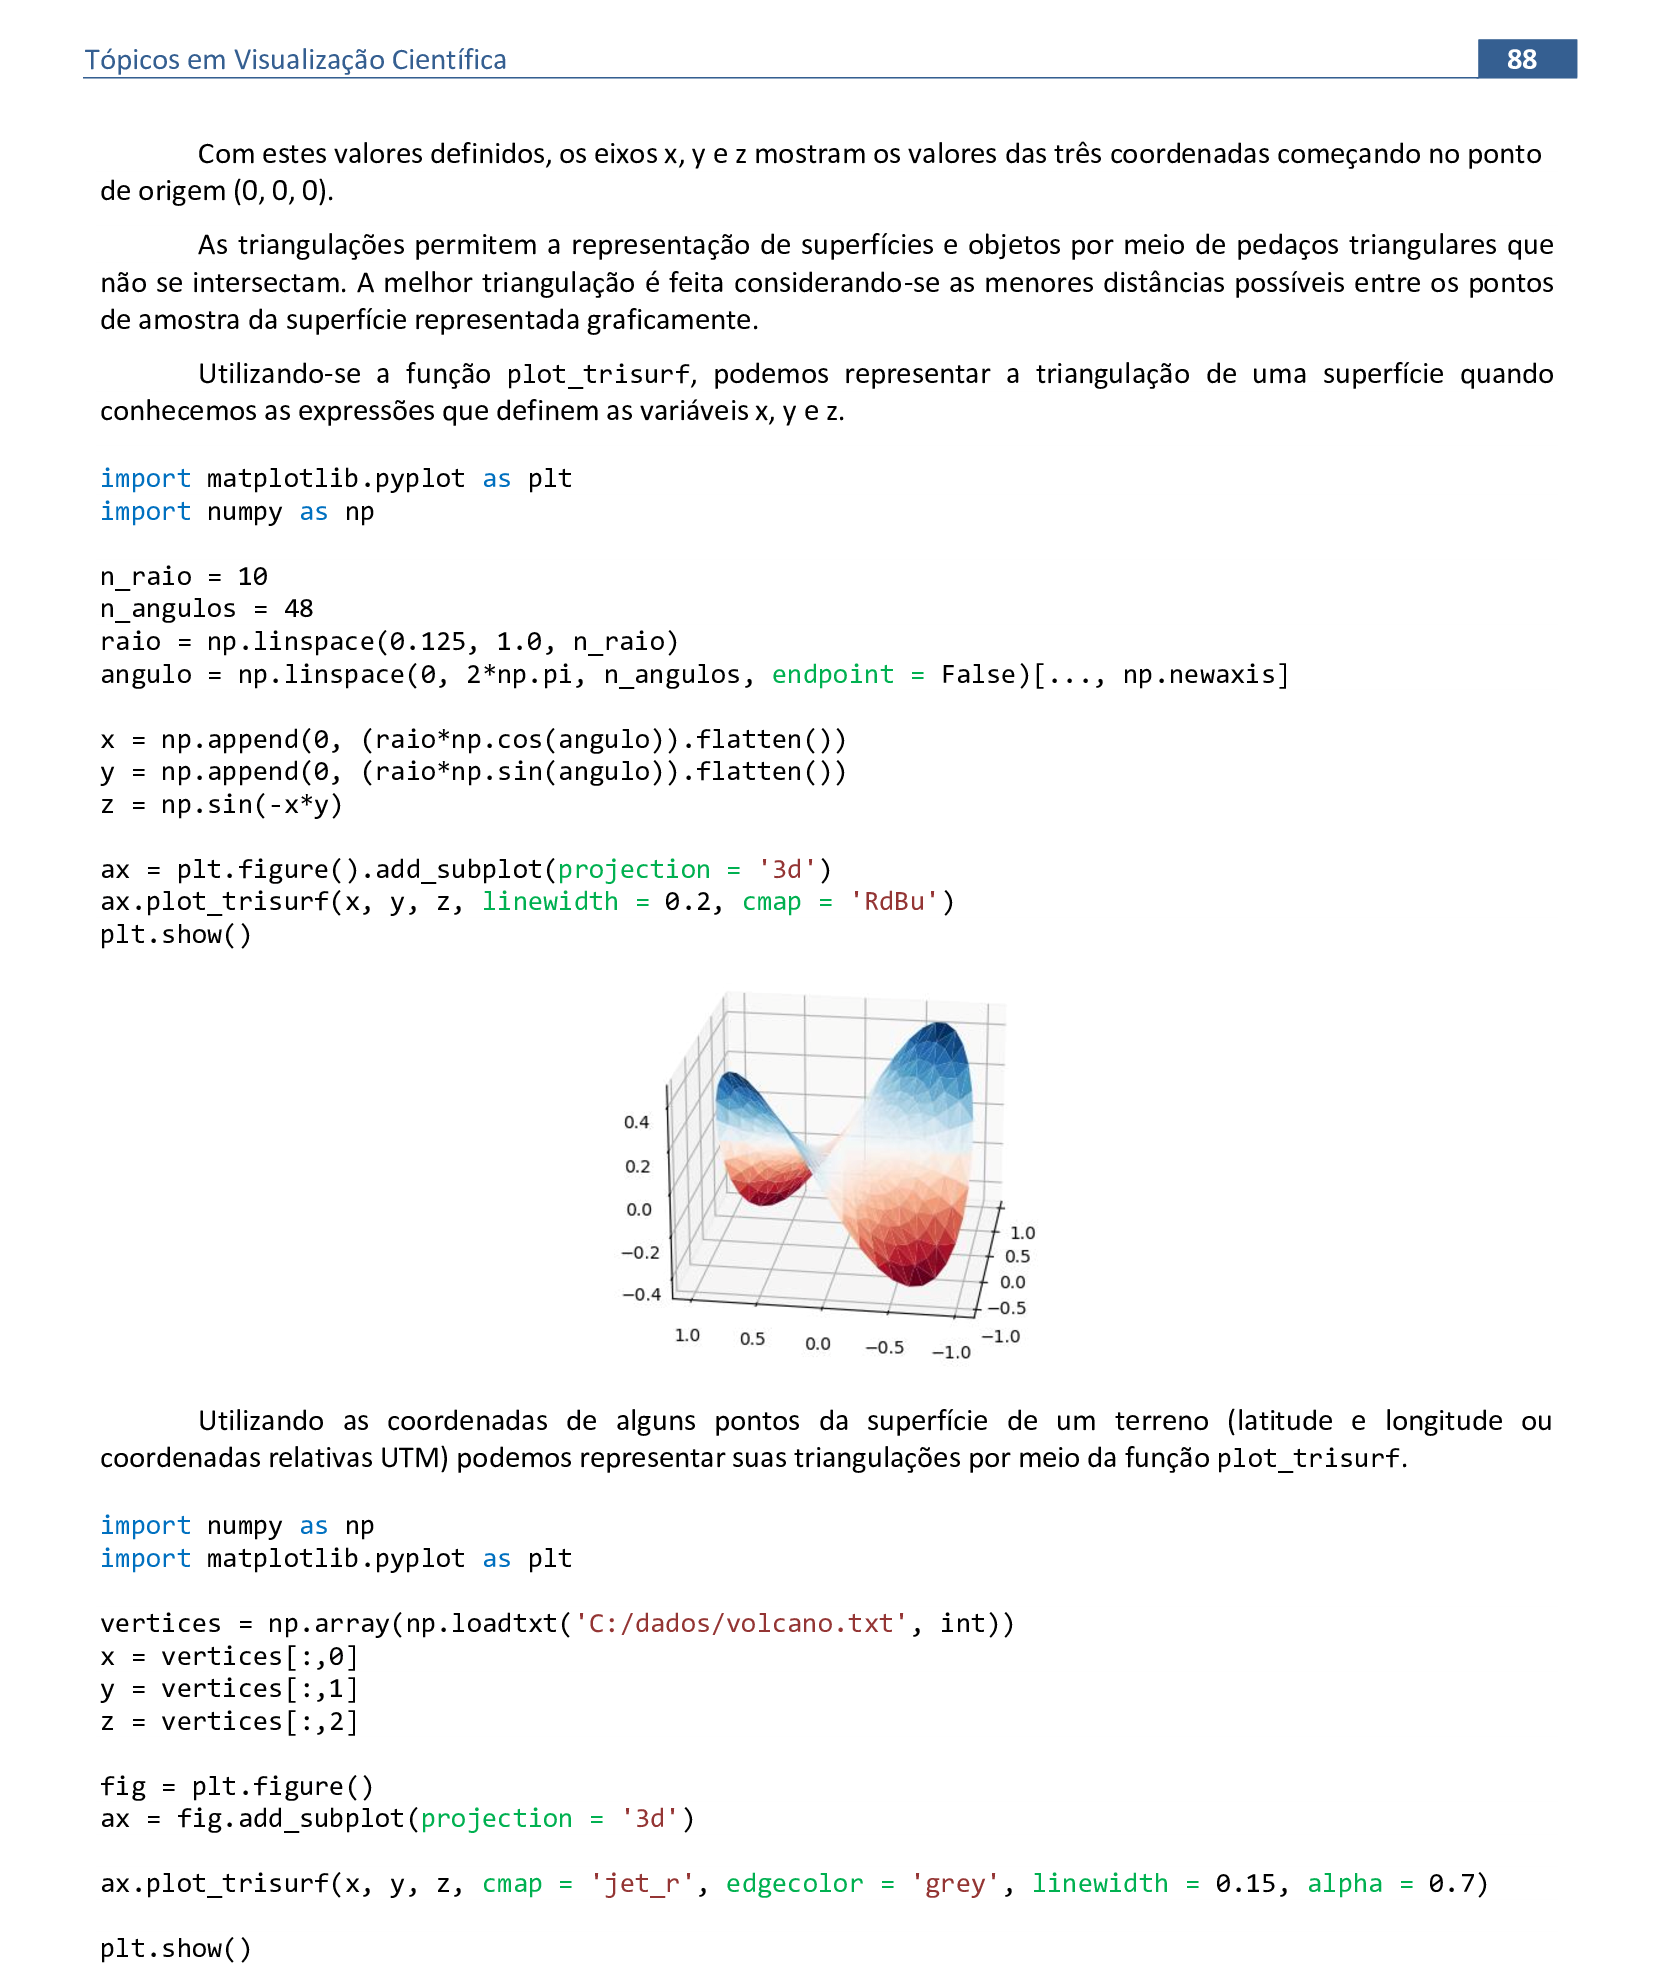 Tópicos em Visualização Científica
88
Com estes valores definidos, os eixos x, y e z mostram os valores das três coordenadas começando no ponto
de origem (0, 0, 0).
As triangulações permitem a representação de superfícies e objetos por meio de pedaços triangulares que
não se intersectam. A melhor triangulação é feita considerando-se as menores distâncias possíveis entre os pontos
de amostra da superfície representada graficamente.
Utilizando-se a função plot_trisurf, podemos representar a triangulação de uma superfície quando
conhecemos as expressões que definem as variáveis x, y e z.
import matplotlib.pyplot as plt
import numpy as np
n_raio = 10
n_angulos = 48
raio = np.linspace(0.125, 1.0, n_raio)
angulo = np.linspace(0, 2*np.pi, n_angulos, endpoint = False)[..., np.newaxis]
x = np.append(0, (raio*np.cos(angulo)).flatten())
y = np.append(0, (raio*np.sin(angulo)).flatten())
z = np.sin(-x*y)
ax = plt.figure().add_subplot(projection = '3d')
ax.plot_trisurf(x, y, z, linewidth = 0.2, cmap = 'RdBu')
plt.show()
0.4
0.2
0.0
−0.2
−0.4
1.0
0.5
0.0
−0.5
−1.0
1.0
0.5
0.0
−0.5
−1.0
Utilizando as coordenadas de alguns pontos da superfície de um terreno (latitude e longitude ou
coordenadas relativas UTM) podemos representar suas triangulações por meio da função plot_trisurf.
import numpy as np
import matplotlib.pyplot as plt
vertices = np.array(np.loadtxt('C:/dados/volcano.txt', int))
x = vertices[:,0]
y = vertices[:,1]
z = vertices[:,2]
fig = plt.figure()
ax = fig.add_subplot(projection = '3d')
ax.plot_trisurf(x, y, z, cmap = 'jet_r', edgecolor = 'grey', linewidth = 0.15, alpha = 0.7)
plt.show()